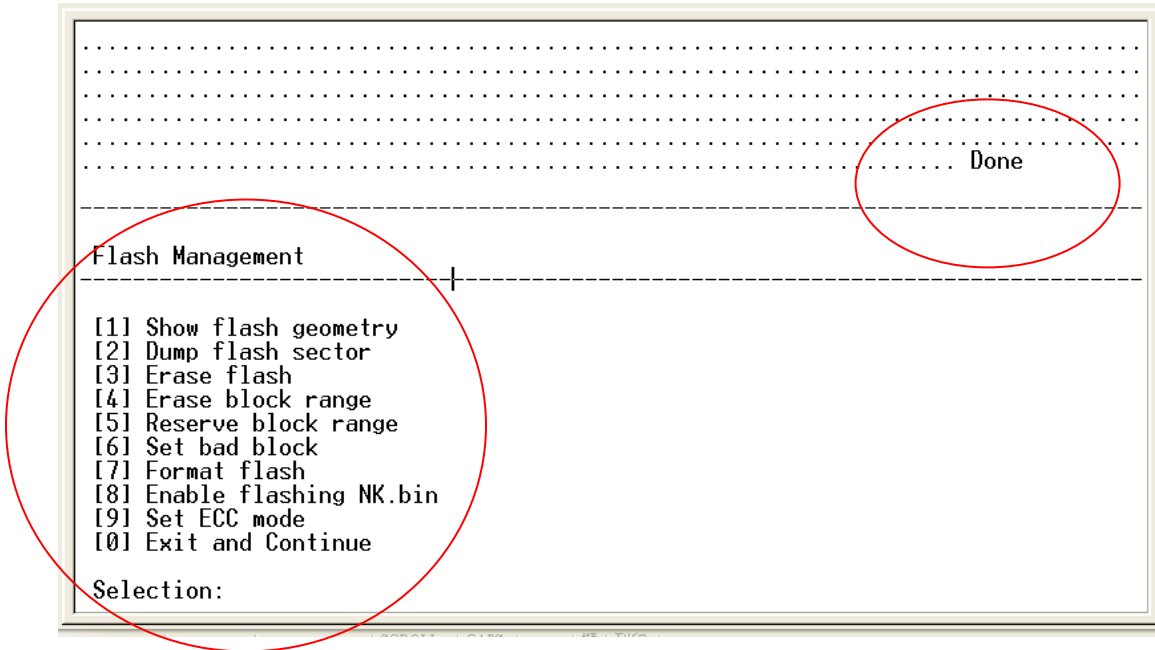 ................................................................................
................................................................................
................................................................................
................................................................................
................................................................................
.................................................................. Done
--------------------------------------------------------------------------------
Flash Management
--------------------------------------------------------------------------------
[1] Show flash geometry
[2] Dump flash sector
[3] Erase flash
[4] Erase block range
[5] Reserve block range
[6] Set bad block
[7] Format flash
[8] Enable flashing NK.bin
[9] Set ECC mode
[0] Exit and Continue
Selection: